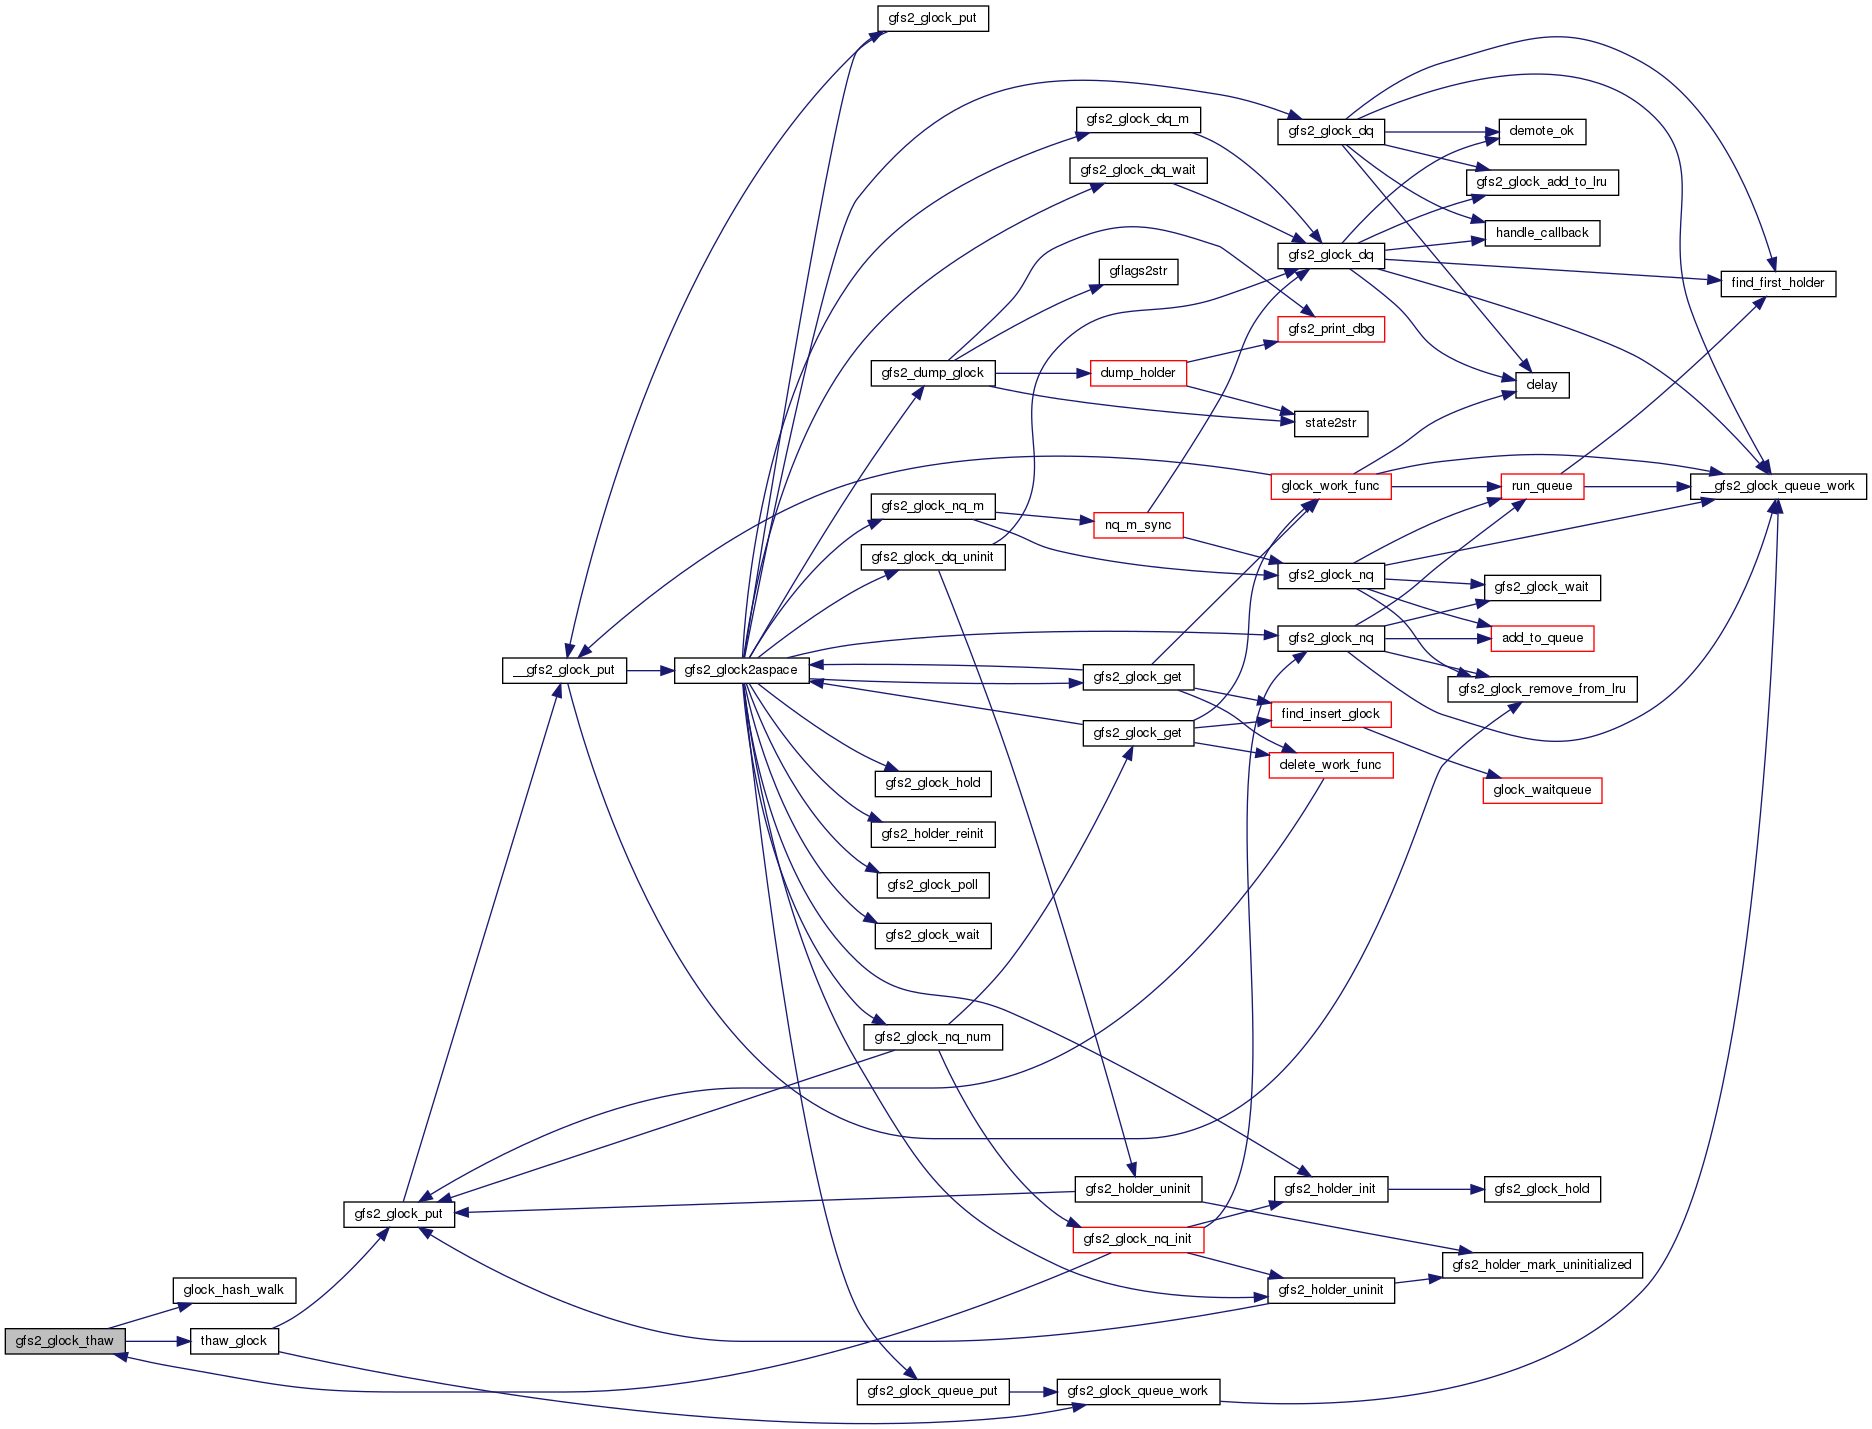 gfs2_glock_put
gfs2_glock_dq_m
gfs2_glock_dq
demote_ok
gfs2_glock_dq_wait
gfs2_glock_add_to_lru
handle_callback
gfs2_glock_dq
gflags2str
find_first_holder
gfs2_print_dbg
gfs2_dump_glock
dump_holder
delay
state2str
glock_work_func
run_queue
__gfs2_glock_queue_work
gfs2_glock_nq_m
nq_m_sync
gfs2_glock_dq_uninit
gfs2_glock_nq
gfs2_glock_wait
gfs2_glock_nq
add_to_queue
__gfs2_glock_put
gfs2_glock2aspace
gfs2_glock_get
gfs2_glock_remove_from_lru
find_insert_glock
gfs2_glock_get
delete_work_func
gfs2_glock_hold
glock_waitqueue
gfs2_holder_reinit
gfs2_glock_poll
gfs2_glock_wait
gfs2_glock_nq_num
gfs2_holder_uninit
gfs2_holder_init
gfs2_glock_hold
gfs2_glock_put
gfs2_glock_nq_init
gfs2_holder_mark_uninitialized
glock_hash_walk
gfs2_holder_uninit
gfs2_glock_thaw
thaw_glock
gfs2_glock_queue_put
gfs2_glock_queue_work